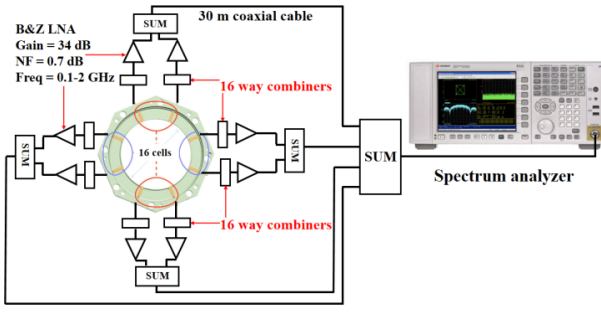 SUM
30 m coaxial cable
B&Z LNA
Gain = 34 dB
NF = 0.7 dB
Freq = 0.1-2 GHz
16 way combiners
SUM
16 cells
SUM
SUM
Spectrum analyzer
16 way combiners
SUM